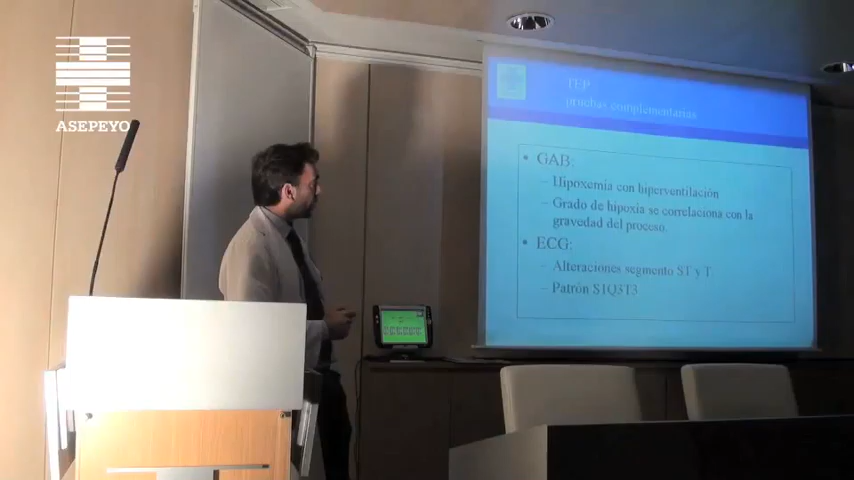 ASEPEYO
TEP
pruebas complementarias
• GAB:
– Hipoxemia con hiperventilación
– Grado de hipoxia se correlaciona con la
gravedad del proceso.
• ECG:
– Alteraciones segmento ST y T
– Patrón S1Q3T3